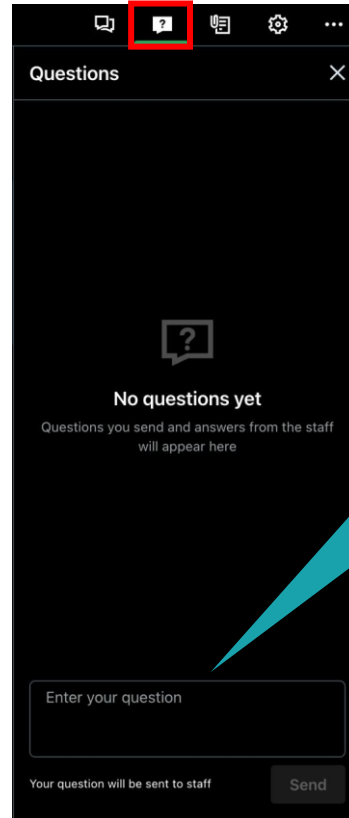 ?
Questions
?
No questions yet
Questions you send and answers from the staff
will appear here
Enter your question
Your question will be sent to staff
Send